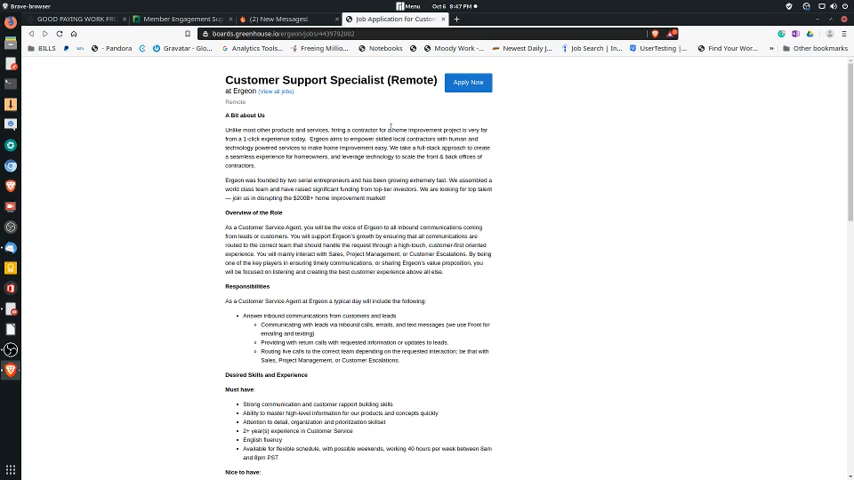 Brave-browser
Menu
Oct 6 8:47 PM
GOOD PAYING WORK FRO
Member Engagement Sup
(2) New Messages!
Job Application for Custom
boards.greenhouse.io/ergeon/jobs/4439792002
BILLS
- Pandora
Gravatar - Glo...
Analytics Tools...
Freeing Millio...
Notebooks
Moody Work -...
Newest Daily J...
Job Search | In...
UserTesting |...
Find Your Wor...
Other bookmarks
Customer Support Specialist (Remote)
Apply Now
at Ergeon (View all jobs)
Remote
A Bit about Us
Unlike most other products and services, hiring a contractor for a home improvement project is very far
from a 1-click experience today. Ergeon aims to empower skilled local contractors with human and
technology powered services to make home improvement easy. We take a full-stack approach to create
a seamless experience for homeowners, and leverage technology to scale the front & back offices of
contractors.
Ergeon was founded by two serial entrepreneurs and has been growing extremely fast. We assembled a
world class team and have raised significant funding from top-tier investors. We are looking for top talent
— join us in disrupting the $200B+ home improvement market!
Overview of the Role
As a Customer Service Agent, you will be the voice of Ergeon to all inbound communications coming
from leads or customers. You will support Ergeon's growth by ensuring that all communications are
routed to the correct team that should handle the request through a high-touch, customer-first oriented
experience. You will mainly interact with Sales, Project Management, or Customer Escalations. By being
one of the key players in ensuring timely communications, or sharing Ergeon's value proposition, you
will be focused on listening and creating the best customer experience above all else.
Responsibilities
As a Customer Service Agent at Ergeon a typical day will include the following:
Answer inbound communications from customers and leads
Communicating with leads via inbound calls, emails, and text messages (we use Front for
emailing and texting)
Providing with return calls with requested information or updates to leads.
Routing live calls to the correct team depending on the requested interaction; be that with
Sales, Project Management, or Customer Escalations.
Desired Skills and Experience
Must have:
Strong communication and customer rapport building skills
Ability to master high-level information for our products and concepts quickly
Attention to detail, organization and prioritization skillset
2+ year(s) experience in Customer Service
English fluency
Available for flexible schedule, with possible weekends, working 40 hours per week between 8am
and 8pm PST
Nice to have: